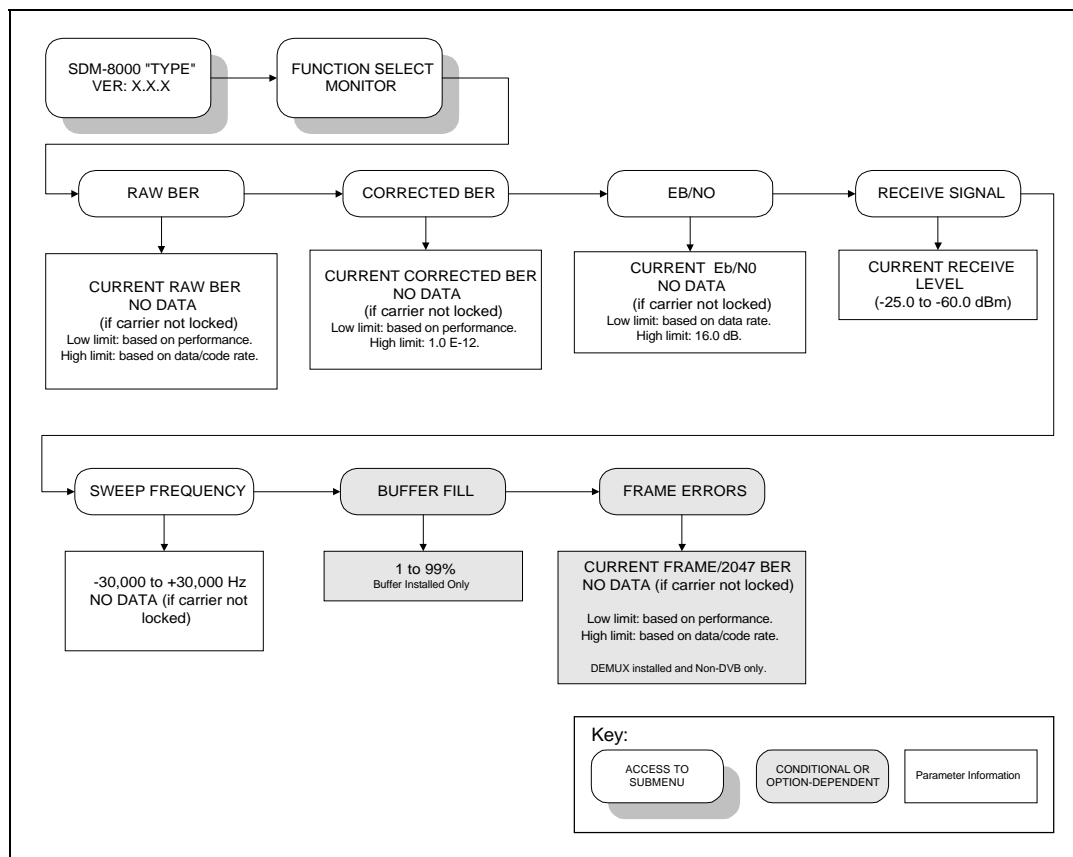 SDM-8000 "TYPE"
VER: X.X.X
FUNCTION SELECT
MONITOR
RAW BER
CORRECTED BER
EB/NO
RECEIVE SIGNAL
CURRENT RAW BER
NO DATA
(if carrier not locked)
Low limit: based on performance.
High limit: based on data/code rate.
CURRENT CORRECTED BER
NO DATA
(if carrier not locked)
Low limit: based on performance.
High limit: 1.0 E-12.
CURRENT Eb/N0
NO DATA
(if carrier not locked)
Low limit: based on data rate.
High limit: 16.0 dB.
CURRENT RECEIVE
LEVEL
(-25.0 to -60.0 dBm)
SWEEP FREQUENCY
BUFFER FILL
FRAME ERRORS
-30,000 to +30,000 Hz
NO DATA (if carrier not
locked)
1 to 99%
Buffer Installed Only
CURRENT FRAME/2047 BER
NO DATA (if carrier not locked)
Low limit: based on performance.
High limit: based on data/code rate.
DEMUX installed and Non-DVB only.
Key:
ACCESS TO
SUBMENU
CONDITIONAL OR
OPTION-DEPENDENT
Parameter Information